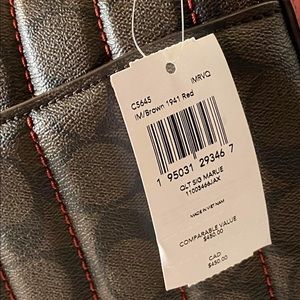 C5645
IMRVQ
IM/Brown 1941 Red
1 95031 29346 7
QLT SIG MARLIE
MADE IN VIETNAM
COMPARABLE VALUE
$450.00
CAD
$450.00